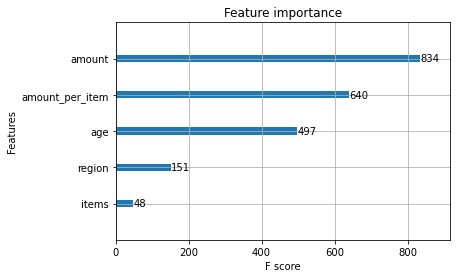 Feature importance
Features
amount
834
amount_per_item
640
age
497
region
151
items
48
0 200 400 600 800
F score